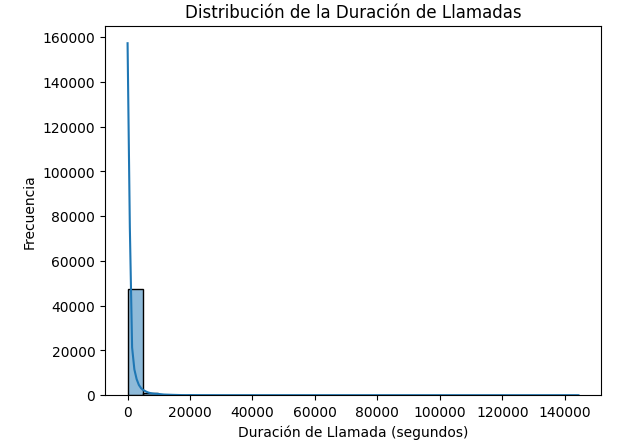 Distribución de la Duración de Llamadas
160000
140000
120000
100000
80000
60000
40000
20000
0
Frecuencia
0 20000 40000 60000 80000 100000 120000 140000
Duración de Llamada (segundos)